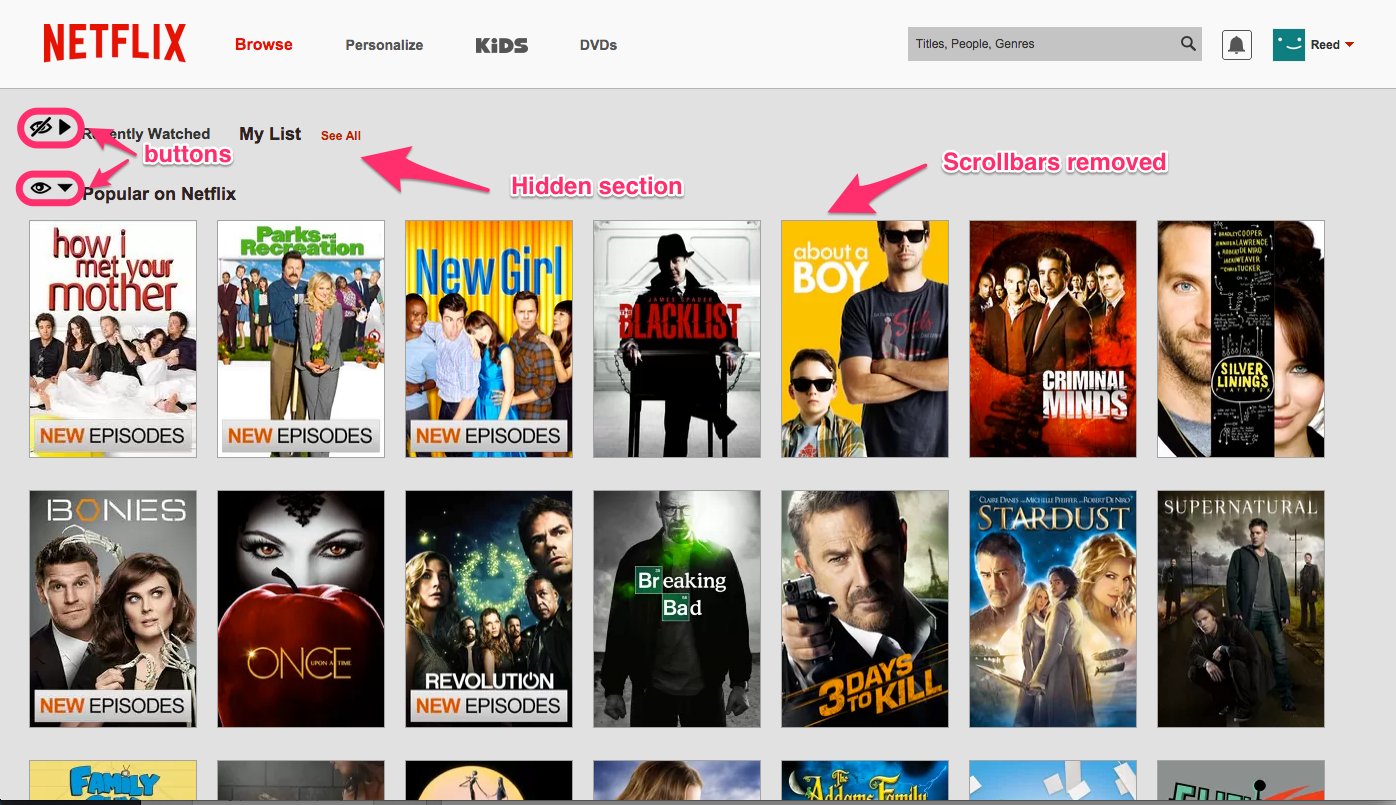 NETFLIX
Browse
Personalize
KiDS
DVDs
Titles, People, Genres
Reed
Recently Watched
My List
See All
buttons
Hidden section
Scrollbars removed
Popular on Netflix
how i
met your
mother
NEW EPISODES
Parks and
Recreation
NEW EPISODES
New Girl
NEW EPISODES
JAMES SPADER
THE
BLACKLIST
about a
BOY
CRIMINAL
MINDS
BRADLEY COOPER
JENNIFER LAWRENCE
ROBERT DE NIRO
JACKI WEAVER
AND CHRIS TUCKER
SILVER
LININGS
PLAYBOOK
BONES
NEW EPISODES
ONCE
UPON A TIME
REVOLUTION
NEW EPISODES
Breaking
Bad
3 DAYS
TO KILL
CLAIRE DANES MICHELLE PFEIFFER AND ROBERT DE NIRO
STARDUST
SUPERNATURAL
FAMILY
The
Addams Family